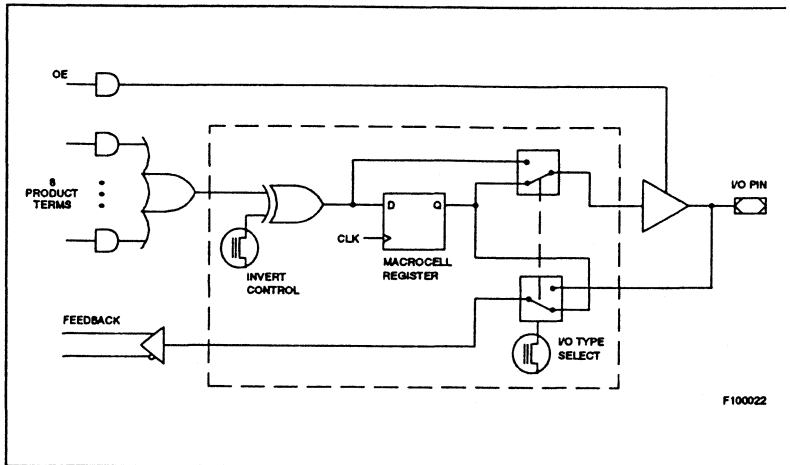 OE
8
PRODUCT
TERMS
INVERT
CONTROL
CLK
D
Q
MACROCELL
REGISTER
I/O PIN
I/O TYPE
SELECT
FEEDBACK
F100022